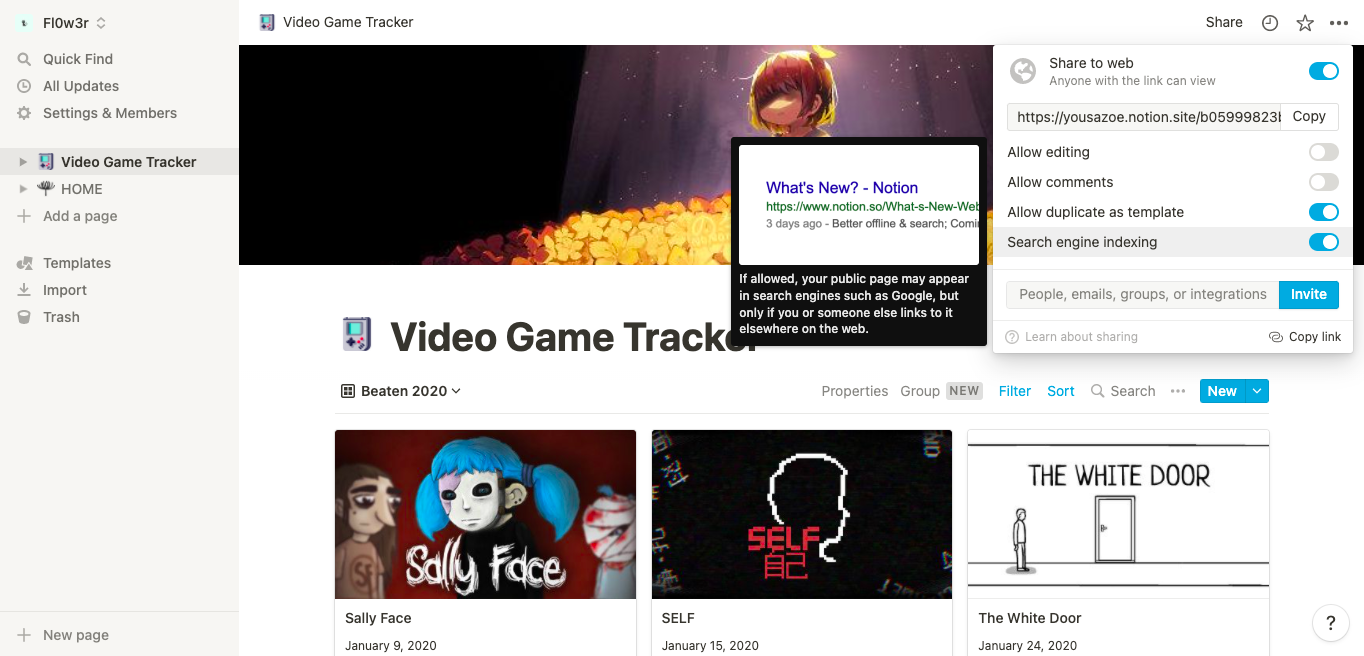 Fl0w3r
Quick Find
All Updates
Settings & Members
Video Game Tracker
HOME
Add a page
Templates
Import
Trash
New page
Video Game Tracker
Share
Share to web
Anyone with the link can view
https://yousazoe.notion.site/b05999823b
Copy
Allow editing
Allow comments
Allow duplicate as template
Search engine indexing
People, emails, groups, or integrations
Invite
Learn about sharing
Copy link
What's New? - Notion
https://www.notion.so/What-s-New-Web
3 days ago - Better offline & search; Comin
If allowed, your public page may appear
in search engines such as Google, but
only if you or someone else links to it
elsewhere on the web.
Video Game Tracker
Beaten 2020
Properties
Group NEW
Filter
Sort
Search
New
Sally Face
SELF
自己
THE WHITE DOOR
Sally Face
January 9, 2020
SELF
January 15, 2020
The White Door
January 24, 2020
?